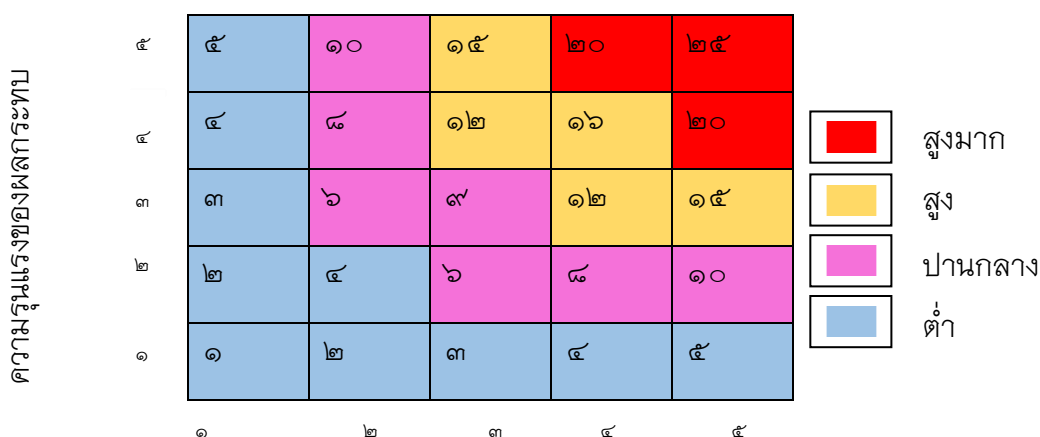 ความรุนแรงของผลกระทบ
๕ ๕ ๑๐ ๑๕ ๒๐ ๒๕
๔ ๔ ๘ ๑๒ ๑๖ ๒๐
๓ ๓ ๖ ๙ ๑๒ ๑๕
๒ ๒ ๔ ๖ ๘ ๑๐
๑ ๑ ๒ ๓ ๔ ๕
๑ ๒ ๓ ๔ ๕
สูงมาก
สูง
ปานกลาง
ต่ำ